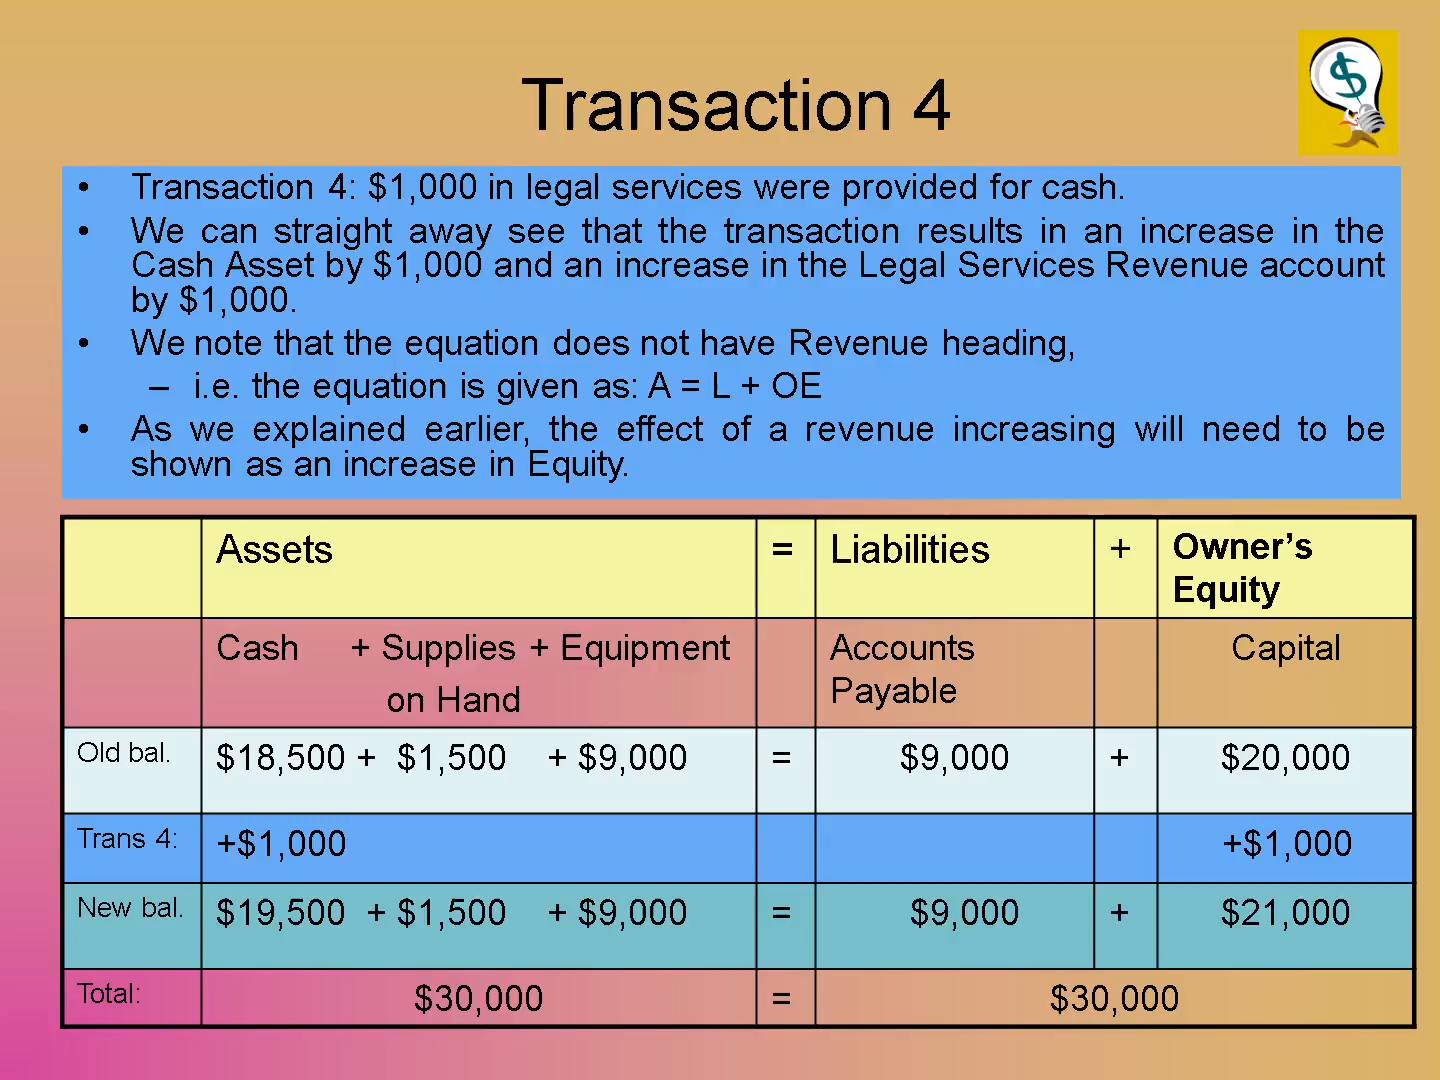 Transaction 4
• Transaction 4: $1,000 in legal services were provided for cash.
• We can straight away see that the transaction results in an increase in the
Cash Asset by $1,000 and an increase in the Legal Services Revenue account
by $1,000.
• We note that the equation does not have Revenue heading,
– i.e. the equation is given as: A = L + OE
• As we explained earlier, the effect of a revenue increasing will need to be
shown as an increase in Equity.
Assets = Liabilities + Owner’s
Equity
Cash + Supplies + Equipment Accounts Capital
on Hand Payable
Old bal. $18,500 + $1,500 + $9,000 = $9,000 + $20,000
Trans 4: +$1,000 +$1,000
New bal. $19,500 + $1,500 + $9,000 = $9,000 + $21,000
Total: $30,000 = $30,000